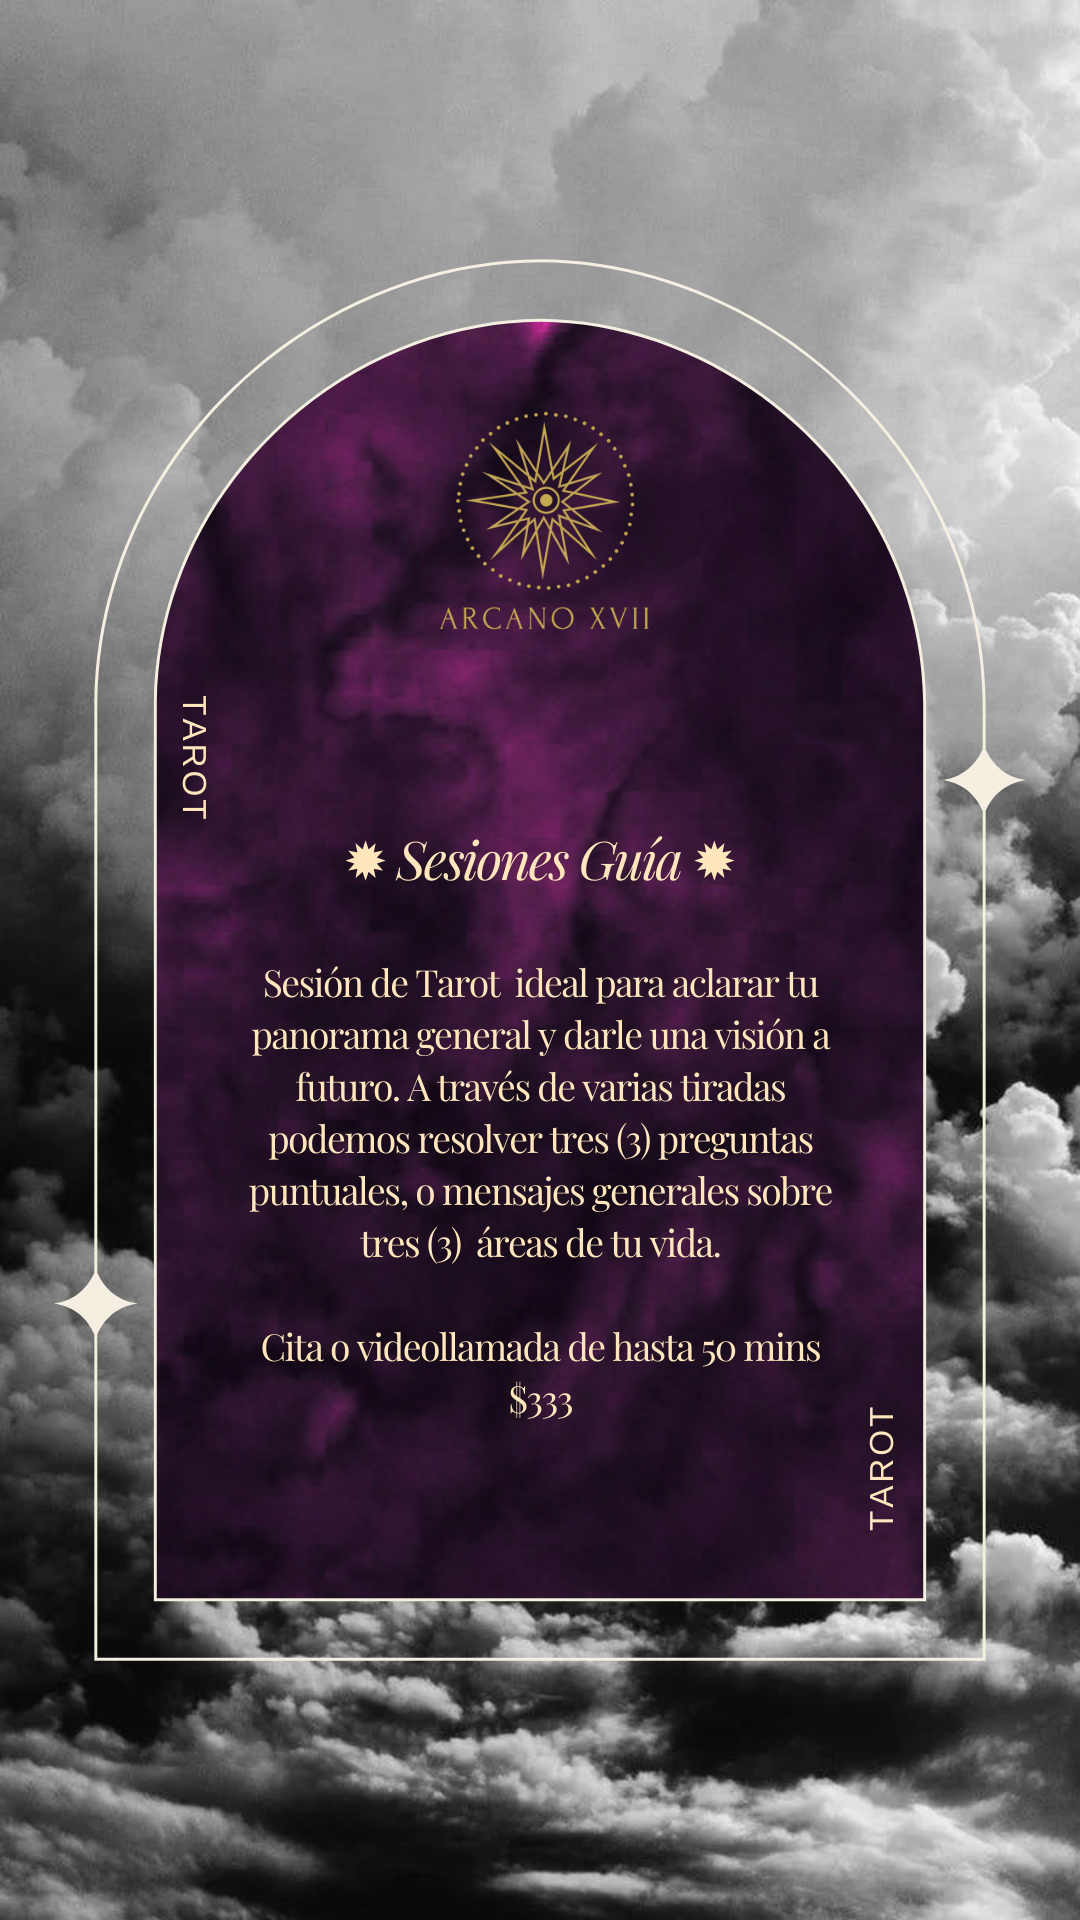 ARCANO XVII
TAROT
✹ Sesiones Guía ✹
Sesión de Tarot  ideal para aclarar tu
panorama general y darle una visión a
futuro. A través de varias tiradas
podemos resolver tres (3) preguntas
puntuales, o mensajes generales sobre
tres (3)  áreas de tu vida.
Cita o videollamada de hasta 50 mins
$333
TAROT